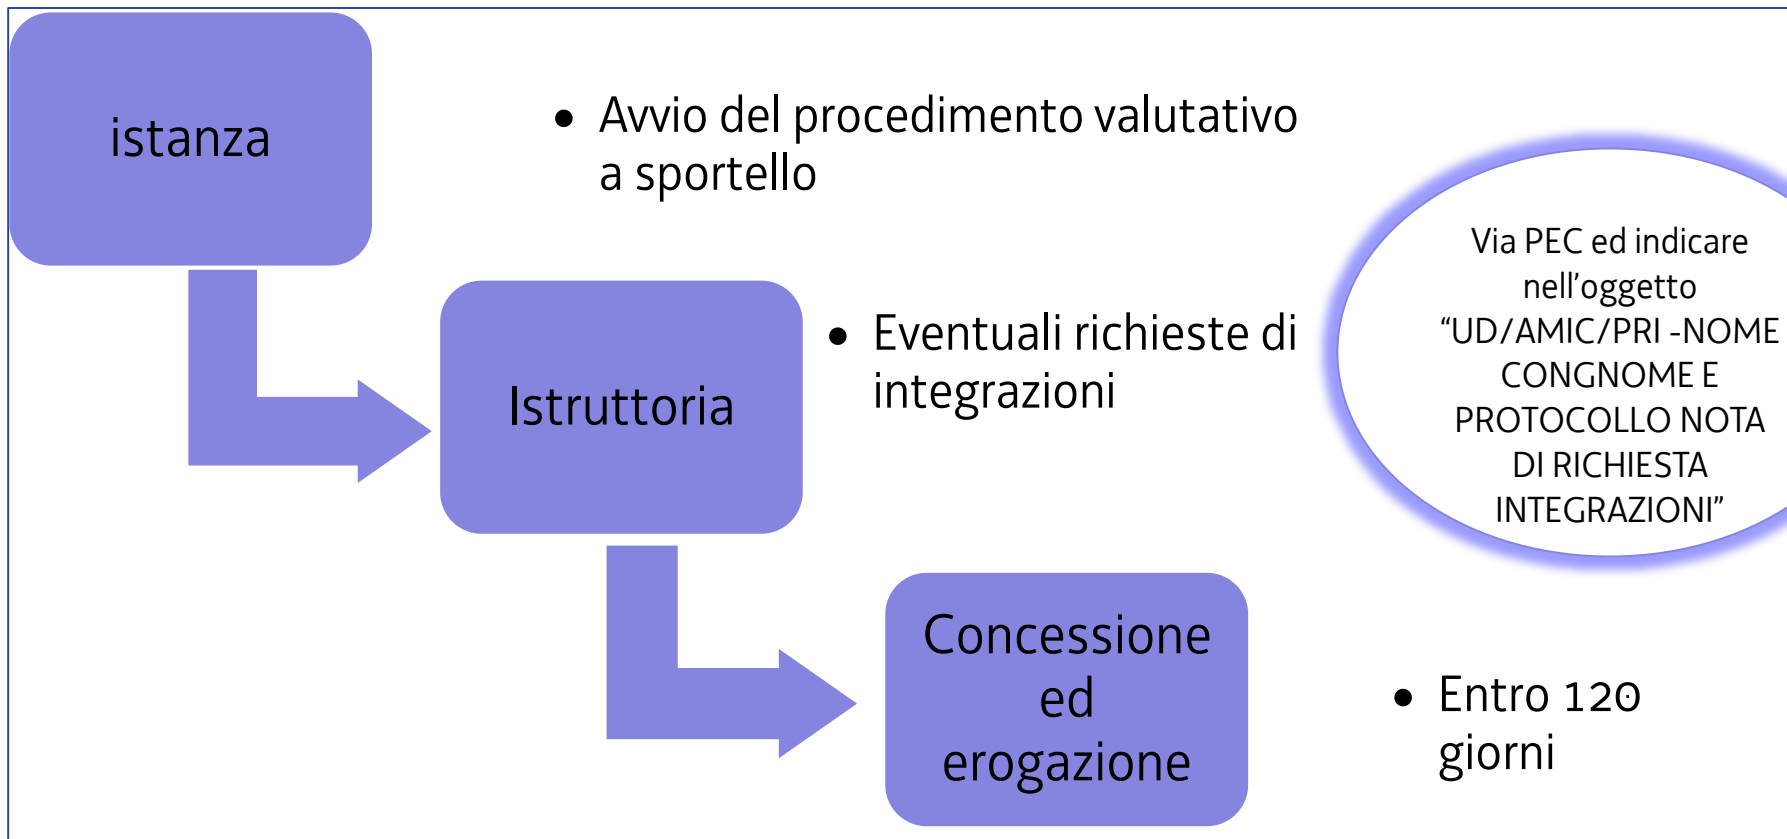 istanza
• Avvio del procedimento valutativo
a sportello
Via PEC ed indicare
nell’oggetto
“UD/AMIC/PRI -NOME
CONGNOME E
PROTOCOLLO NOTA
DI RICHIESTA
INTEGRAZIONI”
Istruttoria
• Eventuali richieste di
integrazioni
Concessione
ed
erogazione
• Entro 120
giorni